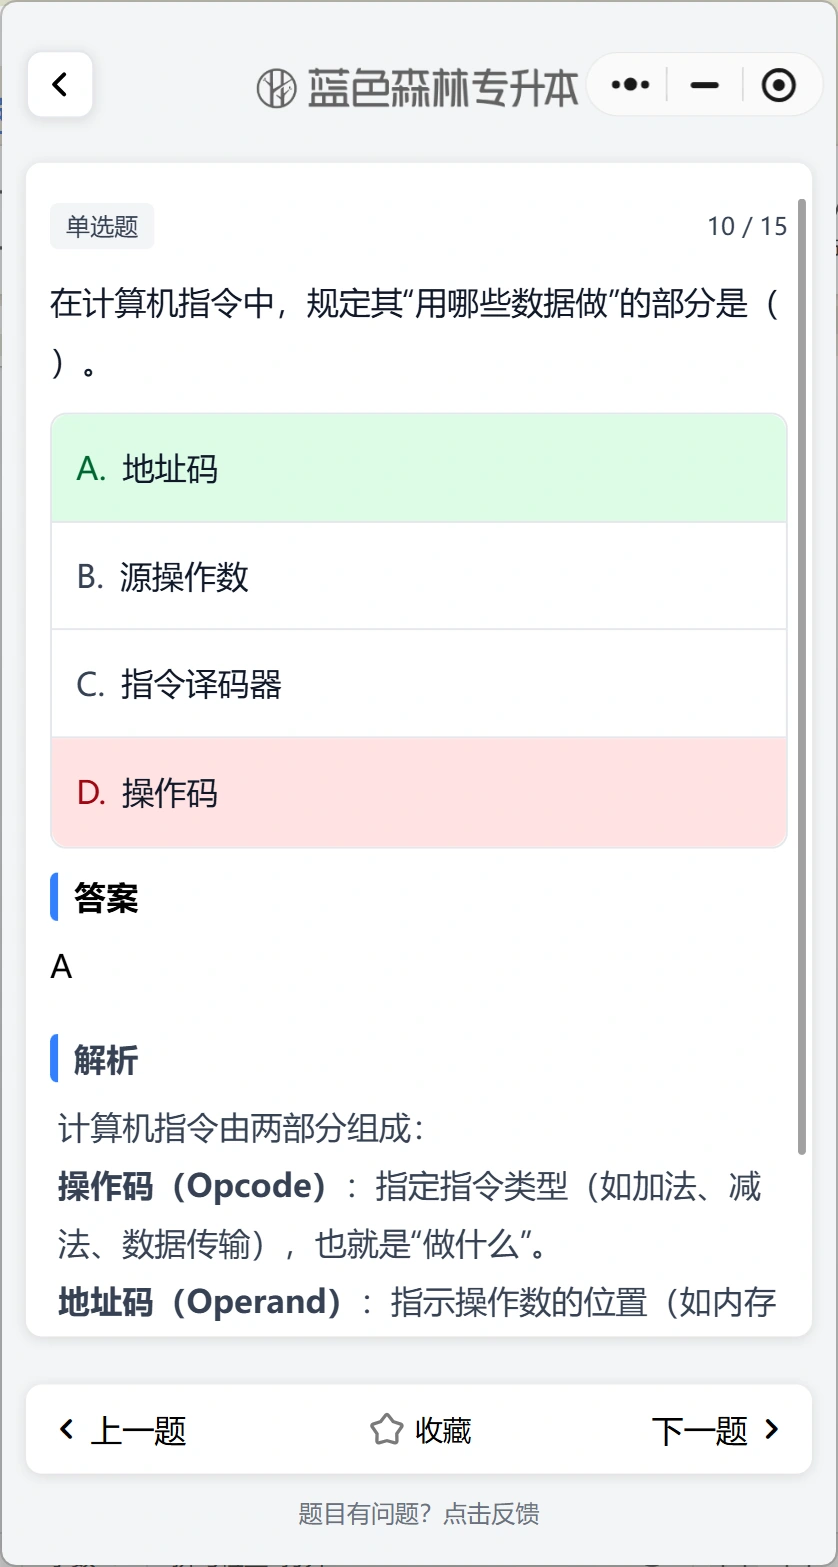 蓝色森林专升本
单选题
10 / 15
在计算机指令中，规定其“用哪些数据做”的部分是（
）。
A. 地址码
B. 源操作数
C. 指令译码器
D. 操作码
答案
A
解析
计算机指令由两部分组成：
操作码（Opcode）：指定指令类型（如加法、减
法、数据传输），也就是“做什么”。
地址码（Operand）：指示操作数的位置（如内存
上一题
收藏
下一题
题目有问题？点击反馈